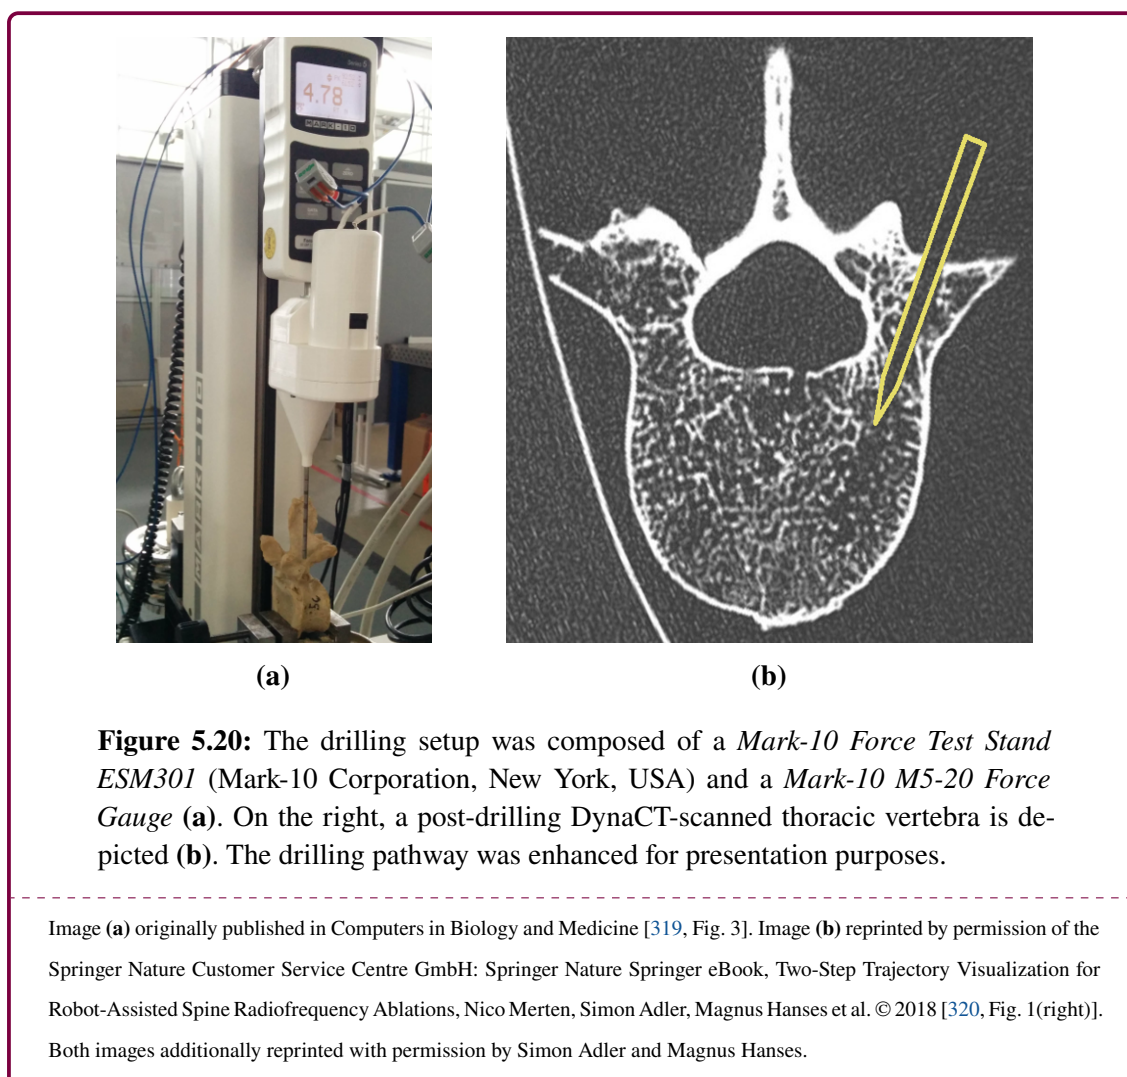 4.78
MARK-10
MARK-10
(a)
(b)
Figure 5.20: The drilling setup was composed of a Mark-10 Force Test Stand
ESM301 (Mark-10 Corporation, New York, USA) and a Mark-10 M5-20 Force
Gauge (a). On the right, a post-drilling DynaCT-scanned thoracic vertebra is de-
picted (b). The drilling pathway was enhanced for presentation purposes.
Image (a) originally published in Computers in Biology and Medicine [319, Fig. 3]. Image (b) reprinted by permission of the
Springer Nature Customer Service Centre GmbH: Springer Nature Springer eBook, Two-Step Trajectory Visualization for
Robot-Assisted Spine Radiofrequency Ablations, Nico Merten, Simon Adler, Magnus Hanses et al. © 2018 [320, Fig. 1(right)].
Both images additionally reprinted with permission by Simon Adler and Magnus Hanses.